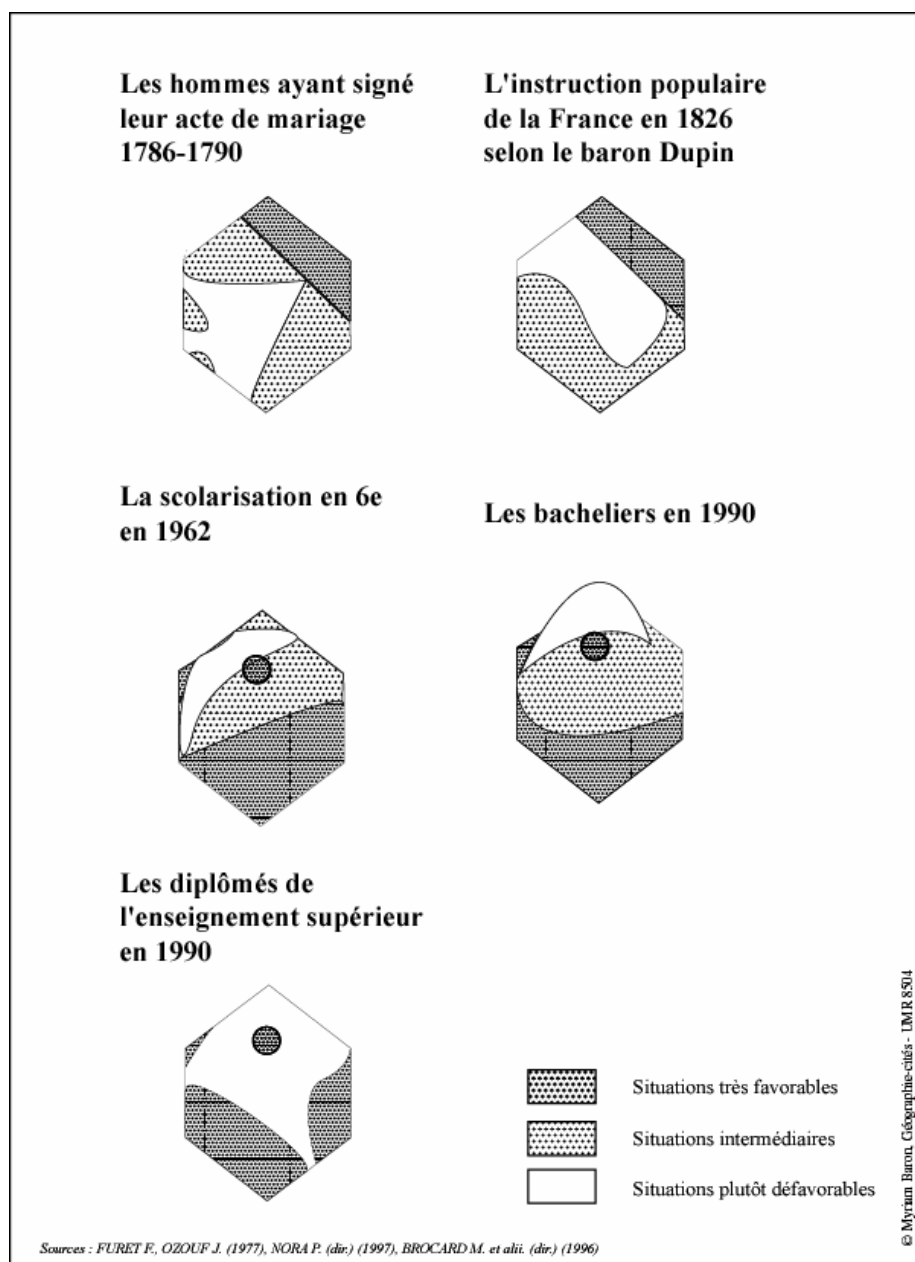 Les hommes ayant signé
leur acte de mariage
1786-1790
L'instruction populaire
de la France en 1826
selon le baron Dupin
La scolarisation en 6e
en 1962
Les bacheliers en 1990
Les diplômés de
l'enseignement supérieur
en 1990
Situations très favorables
Situations intermédiaires
Situations plutôt défavorables
© Myriam Baron, Géographie-cités - UMR 8504
Sources : FURET F., OZOUF J. (1977), NORA P. (dir.) (1997), BROCARD M. et alii. (dir.) (1996)